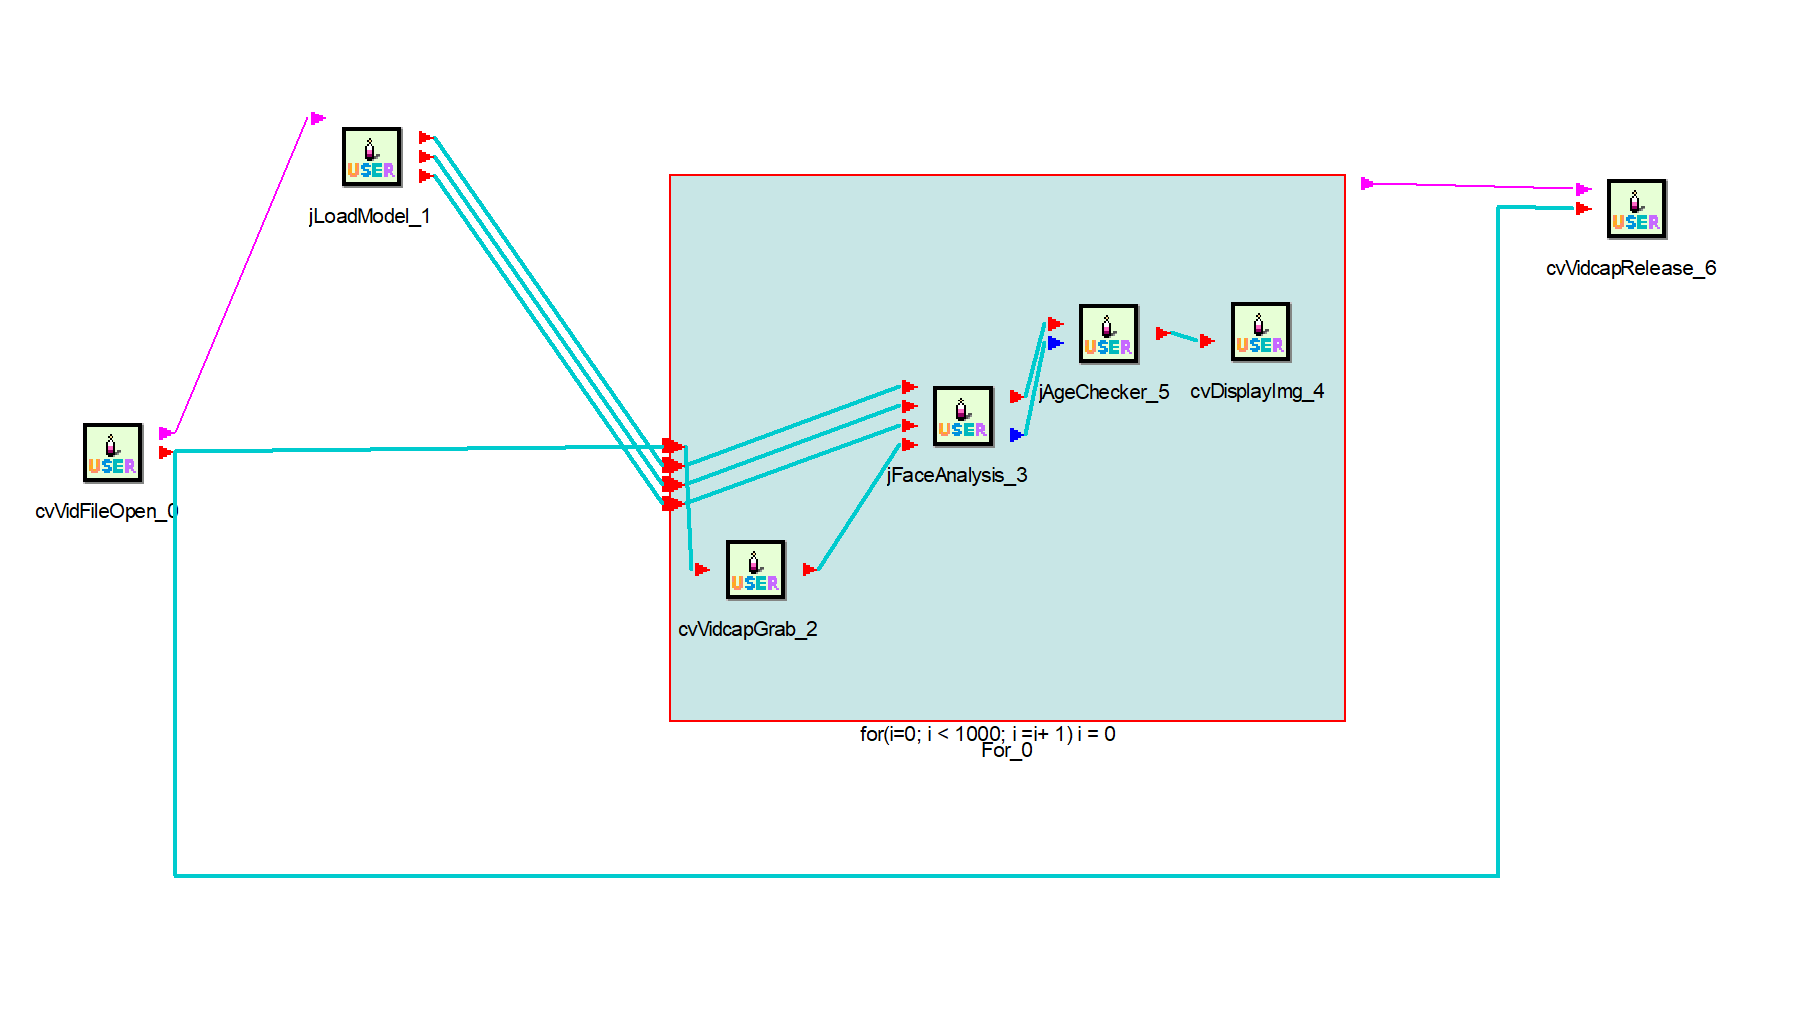 USER
jLoadModel_1
USER
cvVidcapRelease_6
USER
jAgeChecker_5
USER
cvDisplayImg_4
USER
jFaceAnalysis_3
USER
cvVidFileOpen_0
USER
cvVidcapGrab_2
for(i=0; i < 1000; i =i+ 1) i = 0
For_0